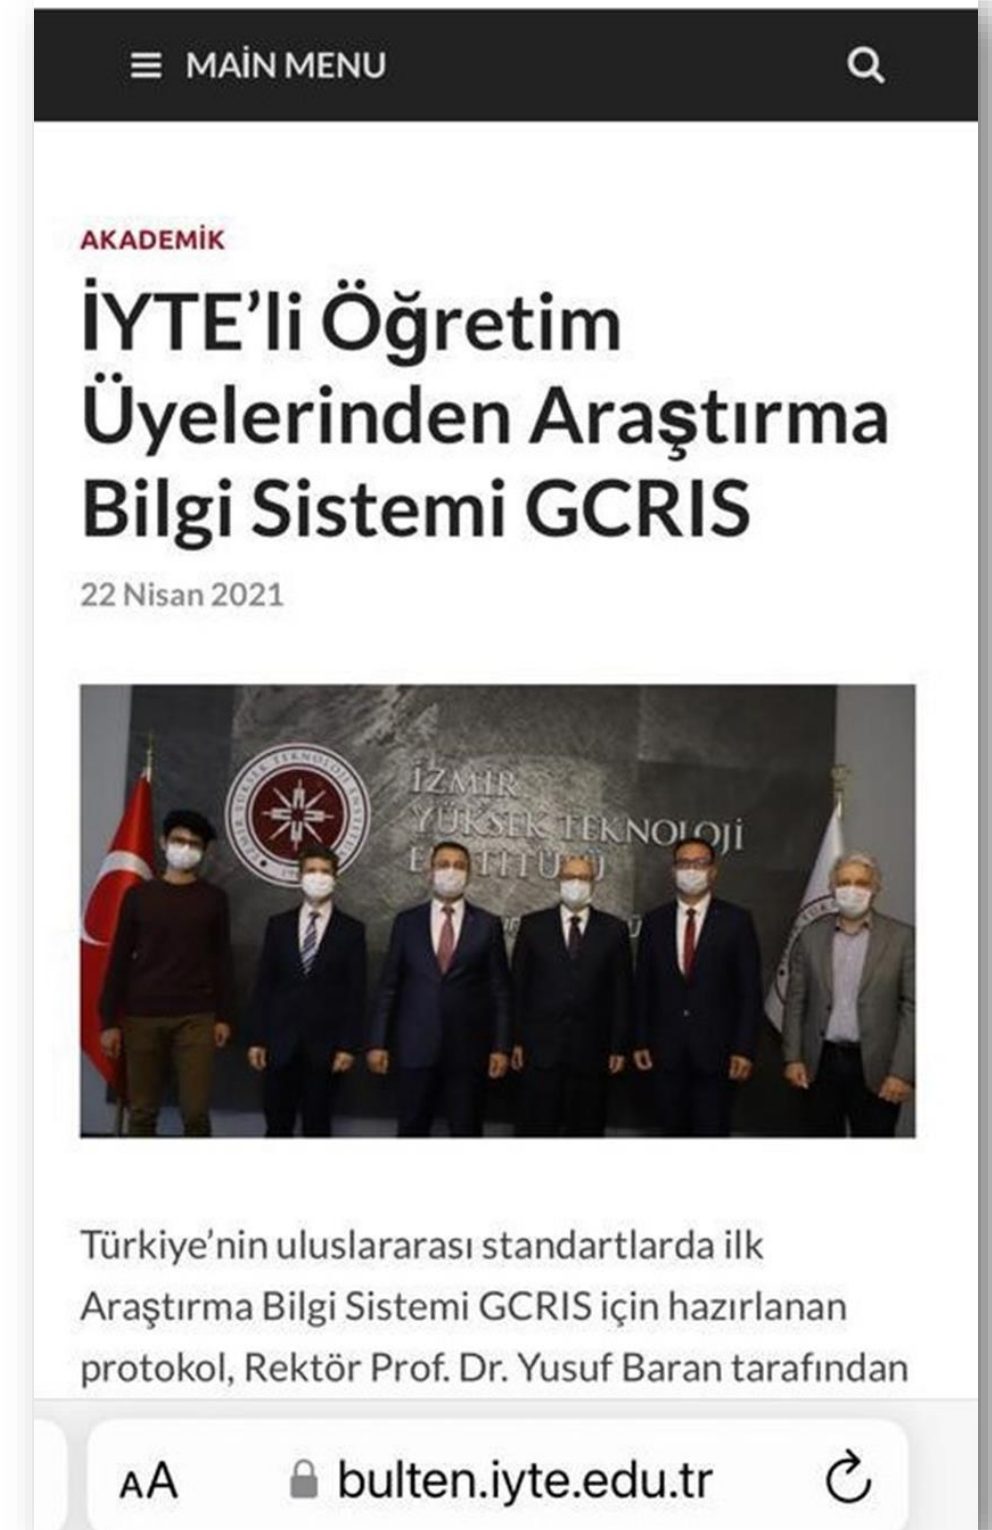 MAİN MENU
AKADEMİK
İYTE’li Öğretim
Üyelerinden Araştırma
Bilgi Sistemi GCRIS
22 Nisan 2021
İZMİR
YÜKSEK TEKNOLOJİ
Türkiye’nin uluslararası standartlarda ilk
Araştırma Bilgi Sistemi GCRIS için hazırlanan
protokol, Rektör Prof. Dr. Yusuf Baran tarafından
AA
bulten.iyte.edu.tr